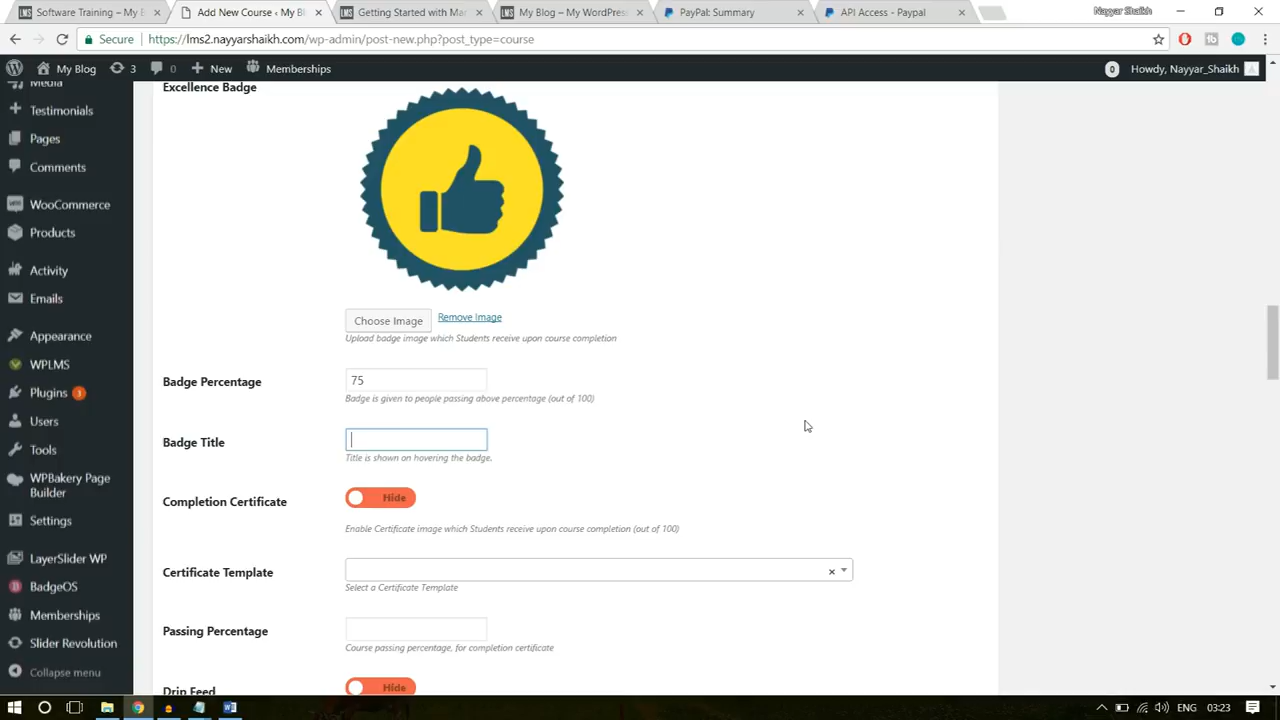 Software Training – My B
Add New Course ‹ My Bl
Getting Started with Mar
My Blog – My WordPress
PayPal: Summary
API Access - Paypal
Nayyar Shaikh
Secure
https://lms2.nayyarshaikh.com/wp-admin/post-new.php?post_type=course
My Blog
3
0
New
Memberships
0
Howdy, Nayyar_Shaikh
Media
Testimonials
Pages
Comments
WooCommerce
Products
Activity
Emails
Appearance
WPLMS
Plugins 1
Users
Tools
WPBakery Page
Builder
Settings
LayerSlider WP
BadgeOS
Memberships
Slider Revolution
Collapse menu
Excellence Badge
Choose Image
Remove Image
Upload badge image which Students receive upon course completion
Badge Percentage
75
Badge is given to people passing above percentage (out of 100)
Badge Title
Title is shown on hovering the badge.
Completion Certificate
Hide
Enable Certificate image which Students receive upon course completion (out of 100)
Certificate Template
Select a Certificate Template
Passing Percentage
Course passing percentage, for completion certificate
Drip Feed
Hide
ENG
03:23